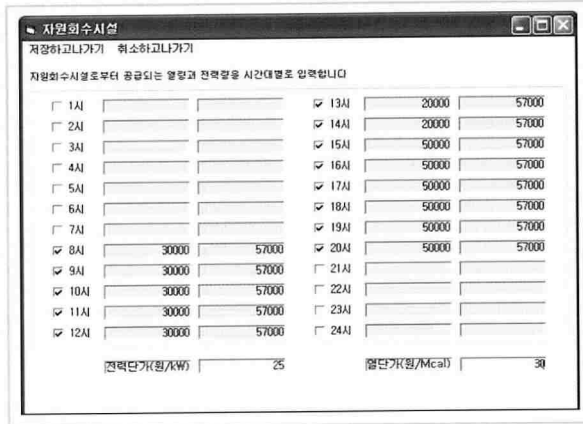 자원회수시설
저장하고나가기 취소하고나가기
자원회수시설로부터 공급되는 열량과 전력량을 시간대별로 입력합니다
1시
2시
3시
4시
5시
6시
7시
8시 30000 57000
9시 30000 57000
10시 30000 57000
11시 30000 57000
12시 30000 57000
13시 20000 57000
14시 20000 57000
15시 50000 57000
16시 50000 57000
17시 50000 57000
18시 50000 57000
19시 50000 57000
20시 50000 57000
21시
22시
23시
24시
전력단가(원/kW) 25
열단가(원/Mcal) 30